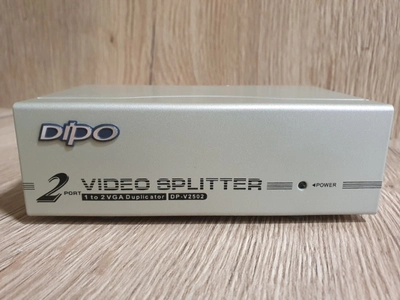 DIPO
2 PORT VIDEO SPLITTER
1 to 2 VGA Duplicator DP-V2502
◄POWER